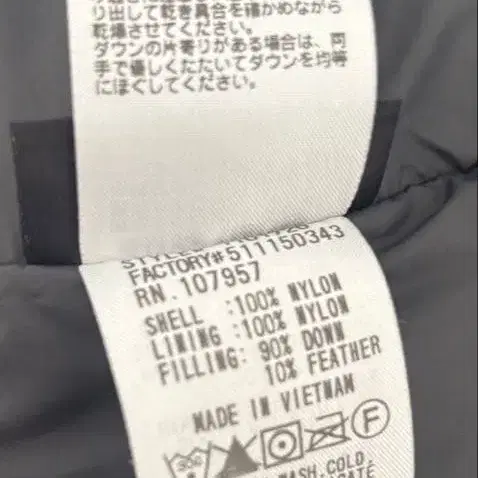 り出して乾き具合を確かめながら
乾燥させてください。
ダウンの片寄りがある場合は、両
手で優しくたたいてダウンを均等
にほぐしてください。
FACTORY#511150343
RN. 107957
SHELL :100% NYLON
LINING :100% NYLON
FILLING: 90% DOWN
10% FEATHER
MADE IN VIETNAM
F
WASH,COLD.